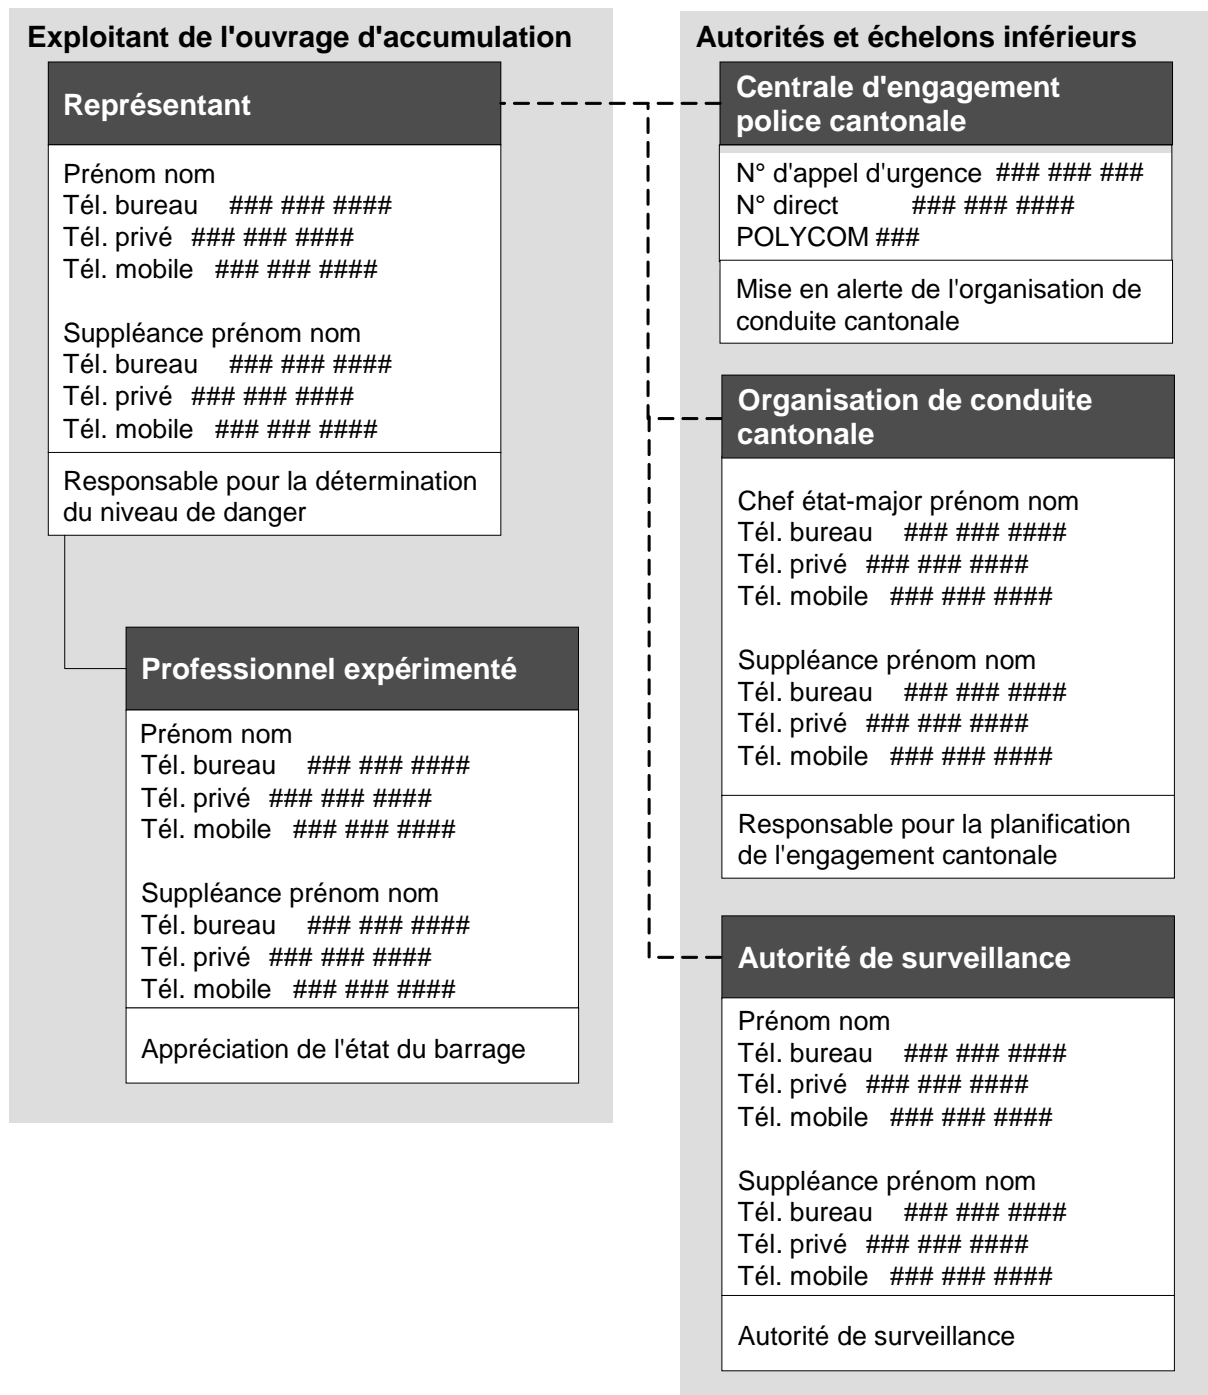 Exploitant de l'ouvrage d'accumulation
Représentant
Prénom nom
Tél. bureau ### ### ####
Tél. privé ### ### ####
Tél. mobile ### ### ####
Suppléance prénom nom
Tél. bureau ### ### ####
Tél. privé ### ### ####
Tél. mobile ### ### ####
Responsable pour la détermination
du niveau de danger
Professionnel expérimenté
Prénom nom
Tél. bureau ### ### ####
Tél. privé ### ### ####
Tél. mobile ### ### ####
Suppléance prénom nom
Tél. bureau ### ### ####
Tél. privé ### ### ####
Tél. mobile ### ### ####
Appréciation de l'état du barrage
Autorités et échelons inférieurs
Centrale d'engagement
police cantonale
N° d'appel d'urgence ### ### ###
N° direct ### ### ####
POLYCOM ###
Mise en alerte de l'organisation de
conduite cantonale
Organisation de conduite
cantonale
Chef état-major prénom nom
Tél. bureau ### ### ####
Tél. privé ### ### ####
Tél. mobile ### ### ####
Suppléance prénom nom
Tél. bureau ### ### ####
Tél. privé ### ### ####
Tél. mobile ### ### ####
Responsable pour la planification
de l'engagement cantonale
Autorité de surveillance
Prénom nom
Tél. bureau ### ### ####
Tél. privé ### ### ####
Tél. mobile ### ### ####
Suppléance prénom nom
Tél. bureau ### ### ####
Tél. privé ### ### ####
Tél. mobile ### ### ####
Autorité de surveillance